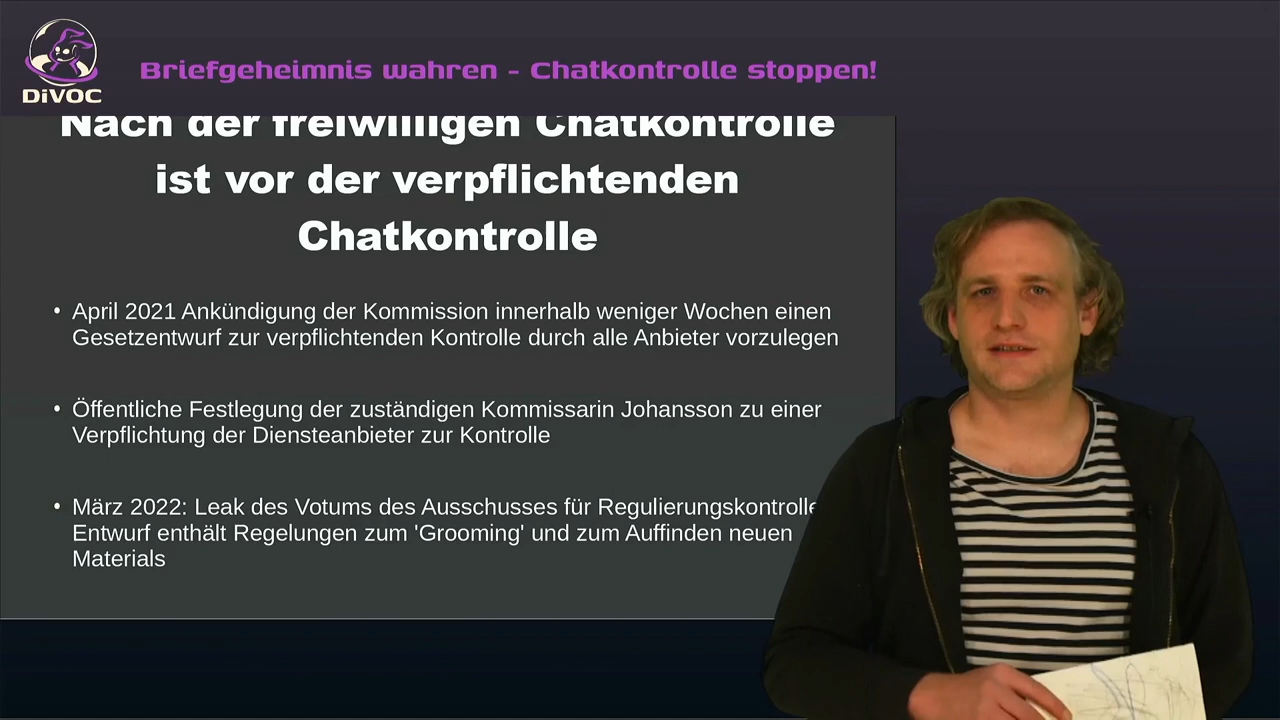 DiVOC
Briefgeheimnis wahren - Chatkontrolle stoppen!
Nach der freiwilligen Chatkontrolle
ist vor der verpflichtenden
Chatkontrolle
• April 2021 Ankündigung der Kommission innerhalb weniger Wochen einen
Gesetzentwurf zur verpflichtenden Kontrolle durch alle Anbieter vorzulegen
• Öffentliche Festlegung der zuständigen Kommissarin Johansson zu einer
Verpflichtung der Diensteanbieter zur Kontrolle
• März 2022: Leak des Votums des Ausschusses für Regulierungskontrolle
Entwurf enthält Regelungen zum 'Grooming' und zum Auffinden neuen
Materials